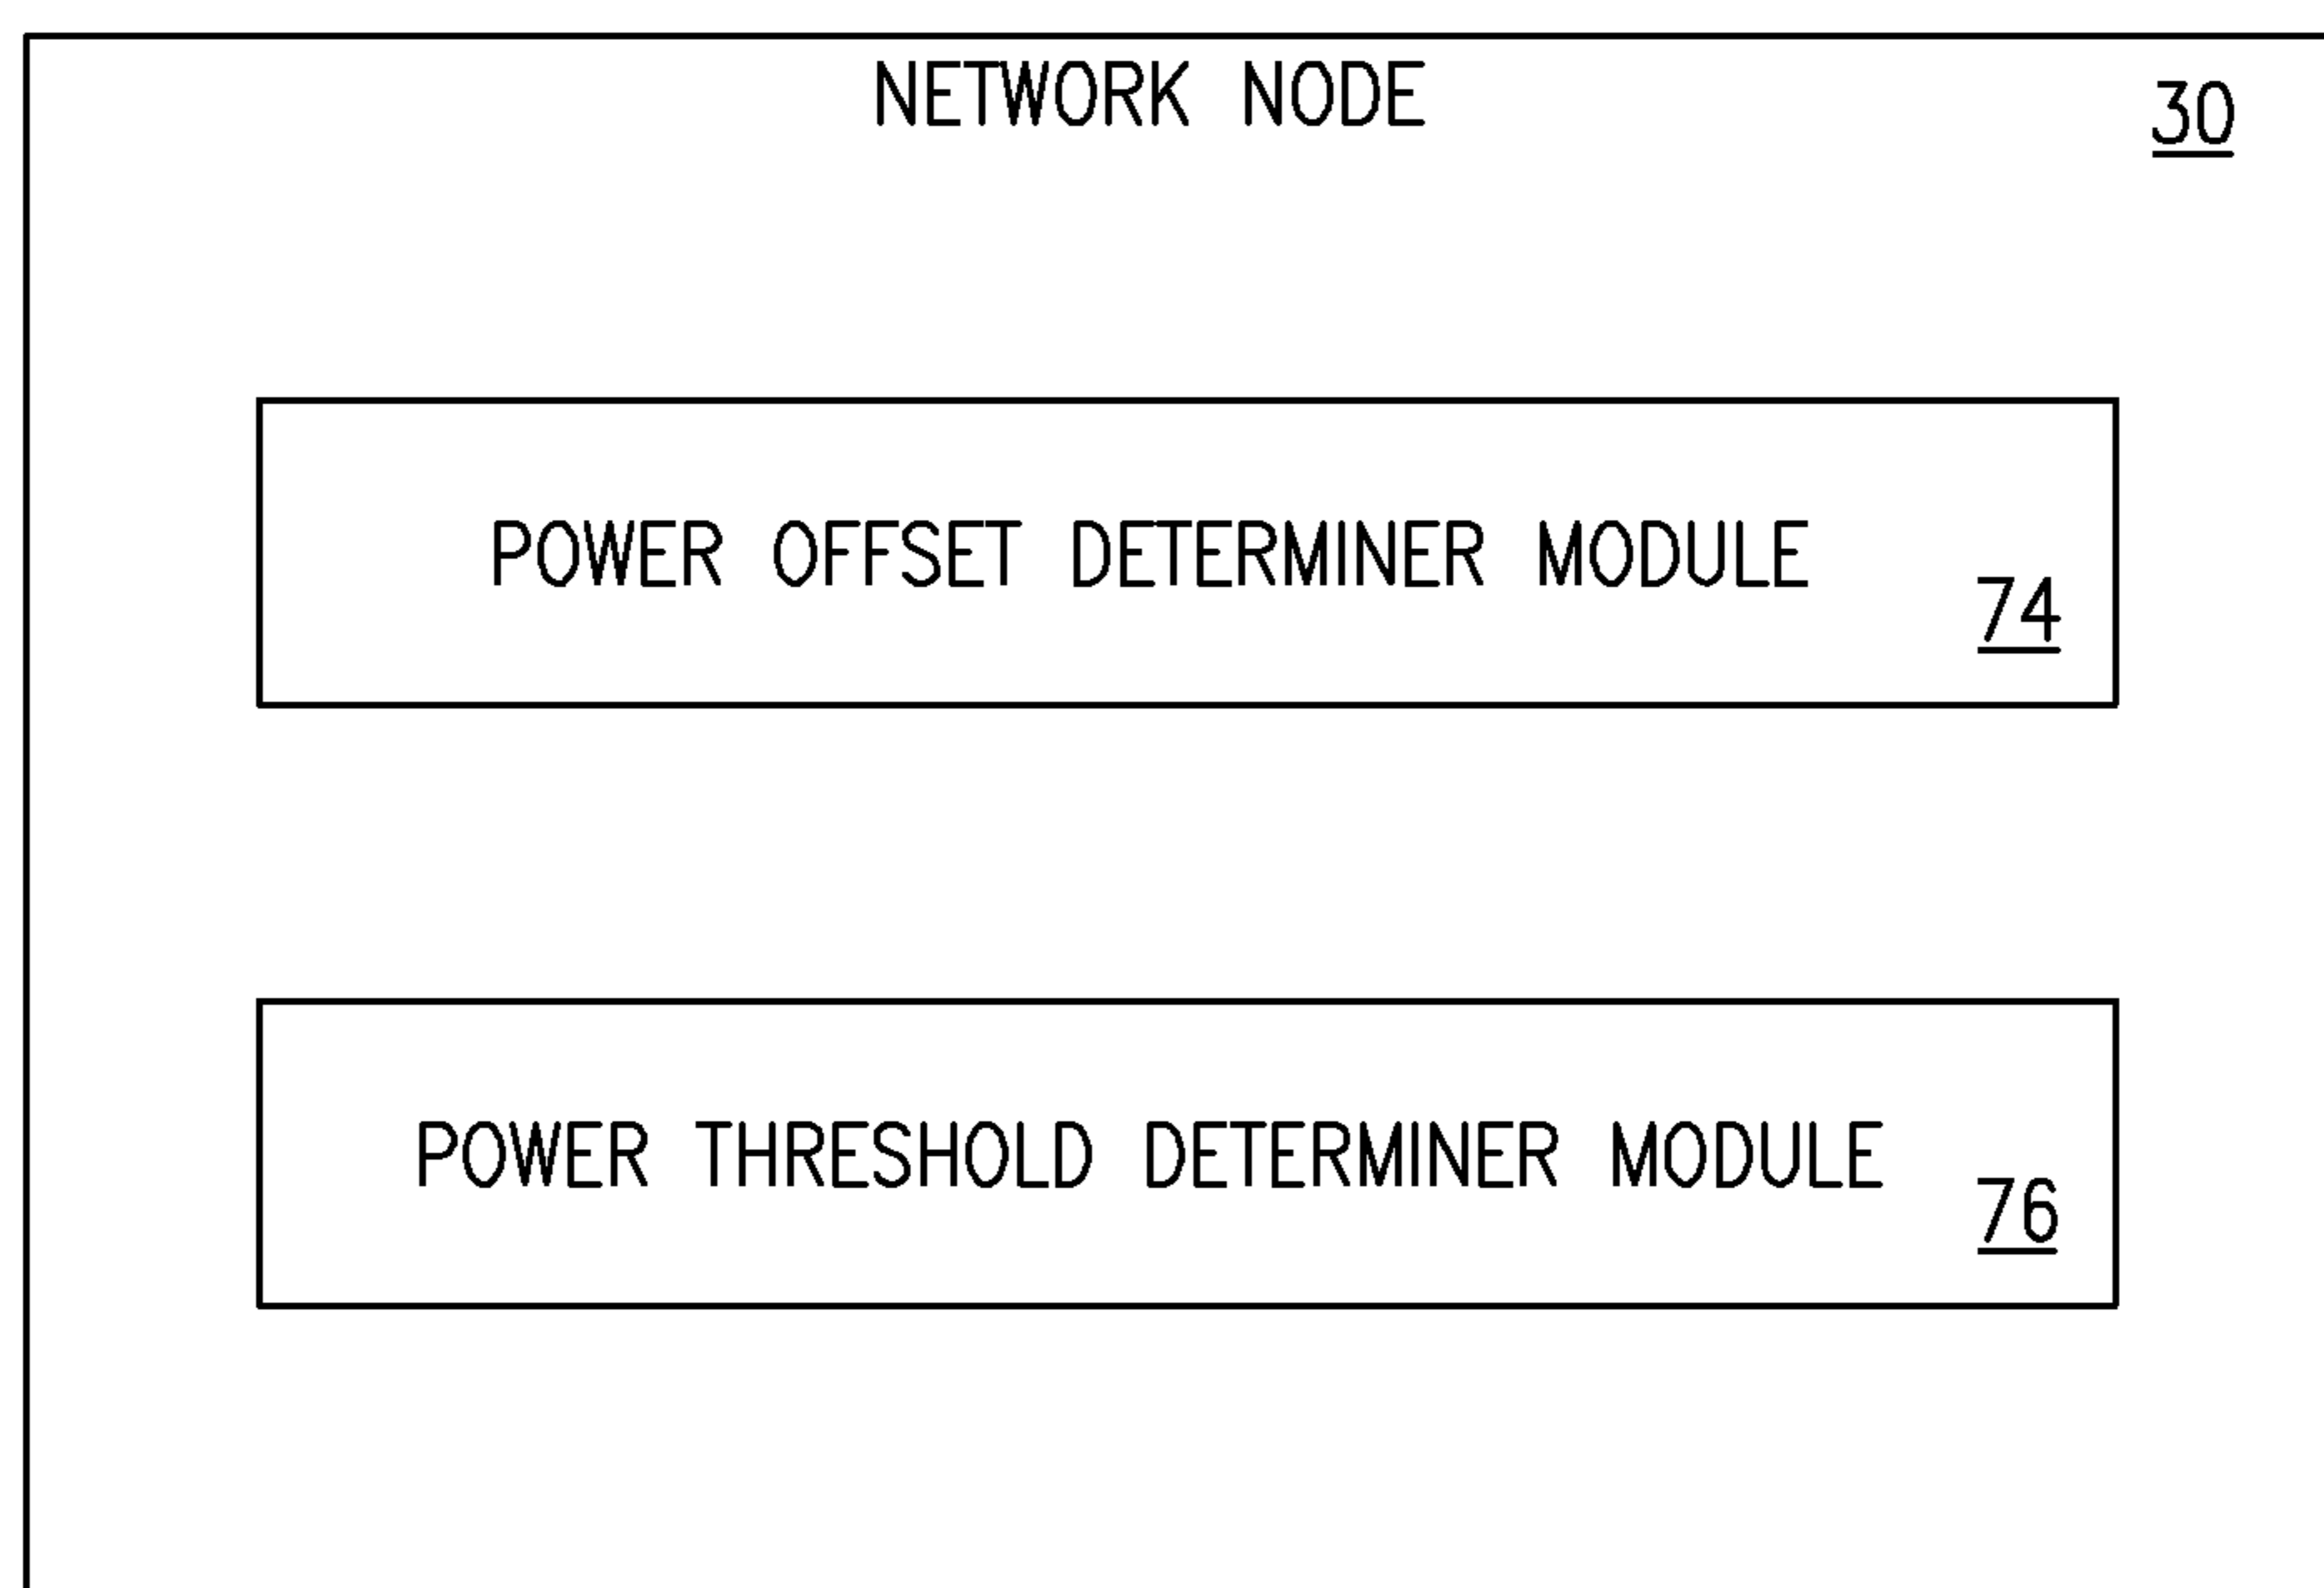 NETWORK NODE
30
POWER OFFSET DETERMINER MODULE
74
POWER THRESHOLD DETERMINER MODULE
76